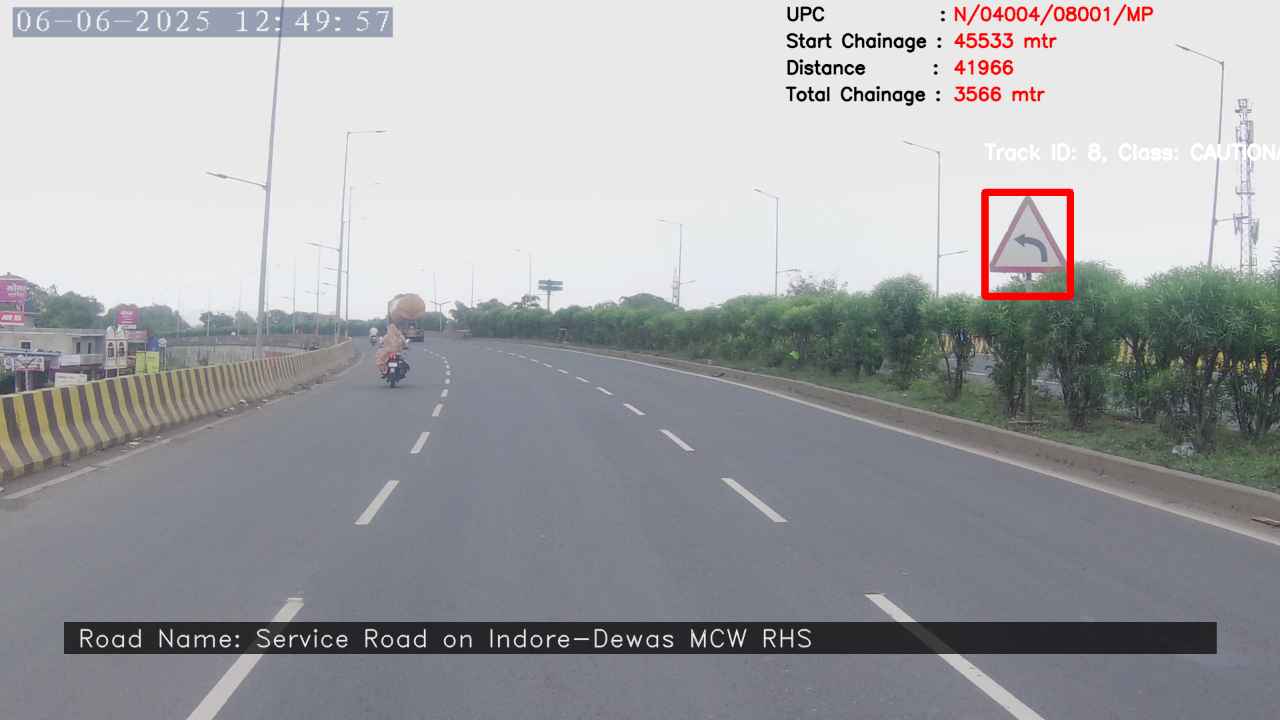 06-06-2025 12:49:57
UPC : N/04004/08001/MP
Start Chainage : 45533 mtr
Distance : 41966
Total Chainage : 3566 mtr
Track ID: 8, Class: CAUTIONA
Road Name: Service Road on Indore-Dewas MCW RHS